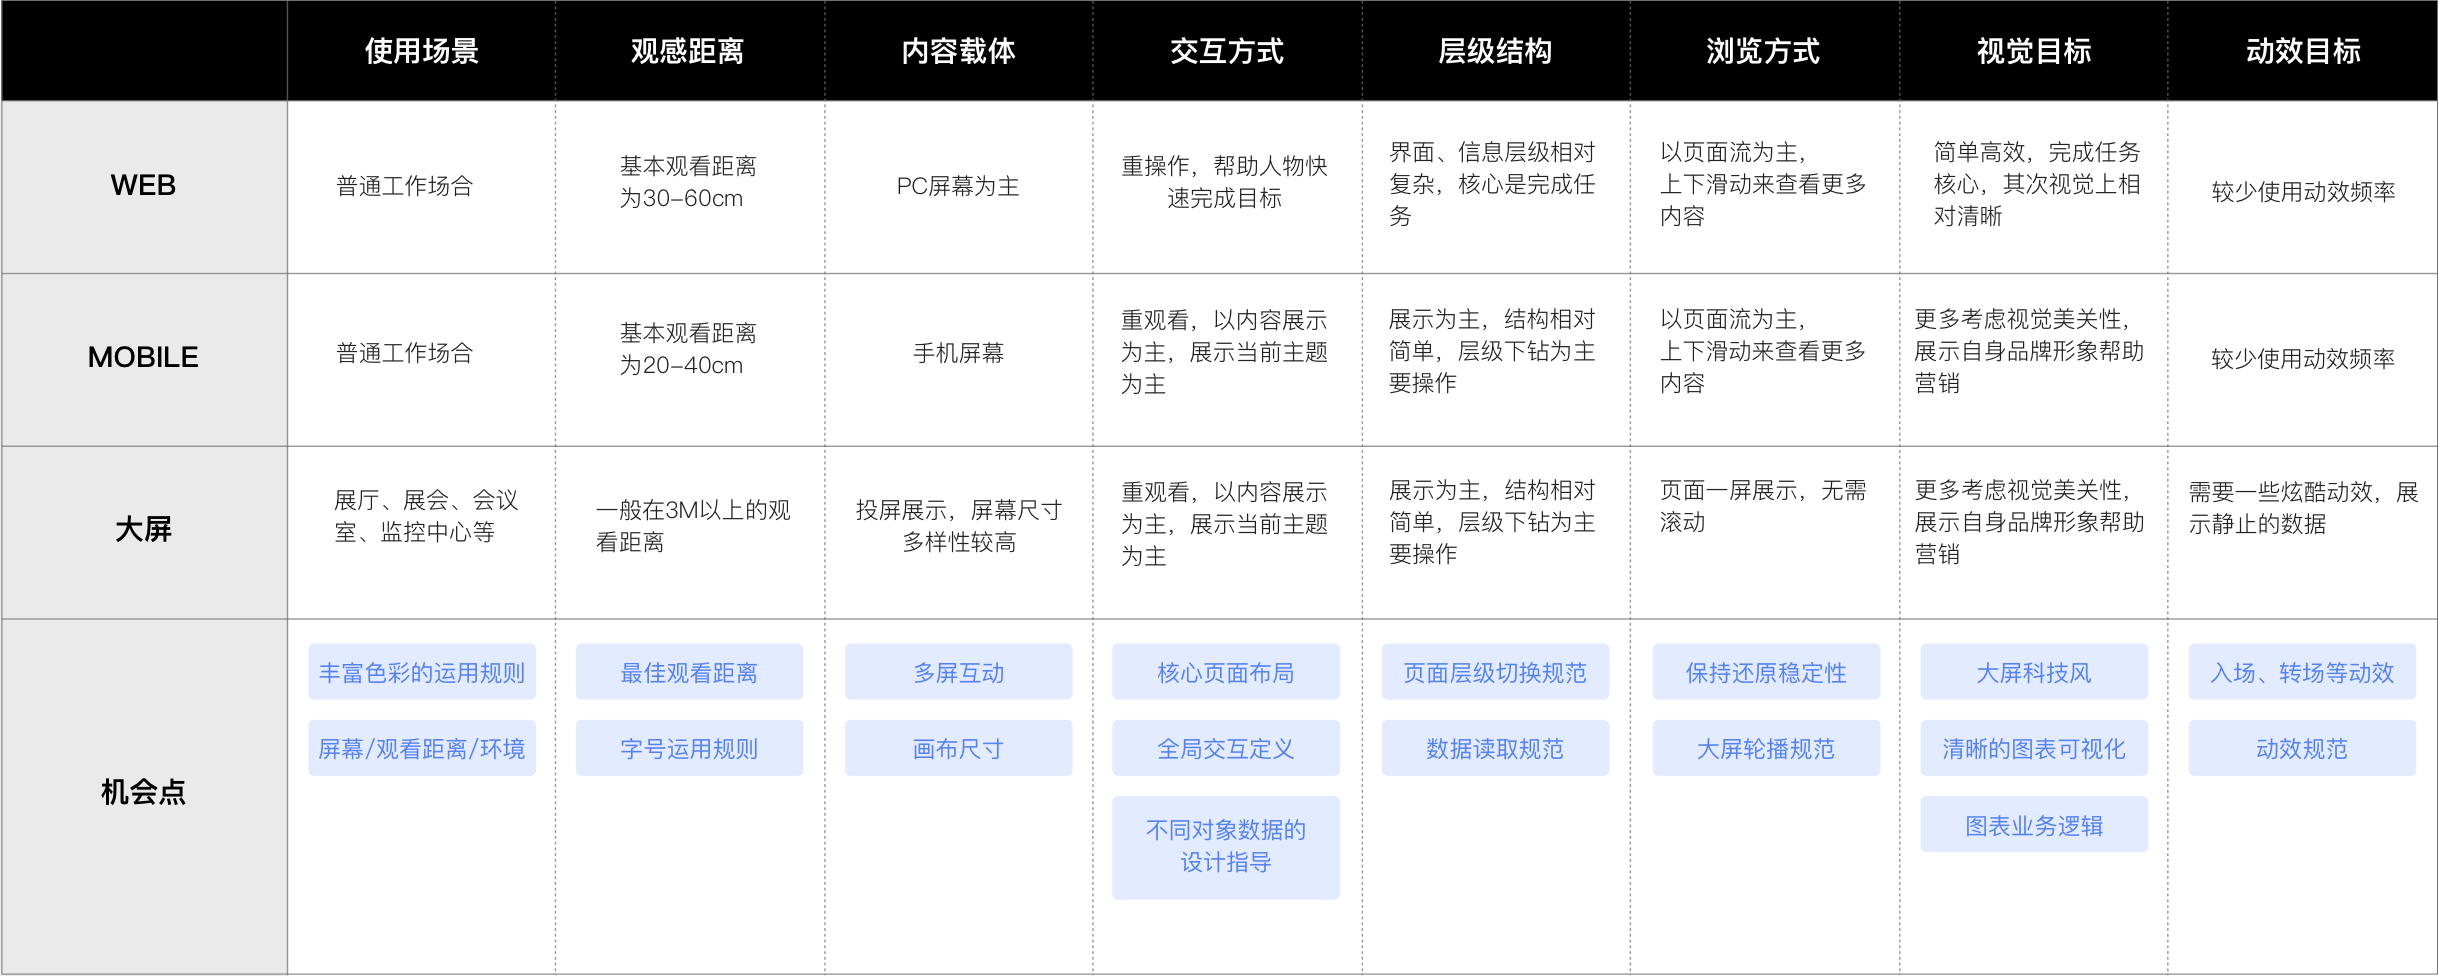 使用场景
观感距离
内容载体
交互方式
层级结构
浏览方式
视觉目标
动效目标
WEB
普通工作场合
基本观看距离
为30-60cm
PC屏幕为主
重操作，帮助人物快
速完成目标
界面、信息层级相对
复杂，核心是完成任
务
以页面流为主，
上下滑动来查看更多
内容
简单高效，完成任务
核心，其次视觉上相
对清晰
较少使用动效频率
MOBILE
普通工作场合
基本观看距离
为20-40cm
手机屏幕
重观看，以内容展示
为主，展示当前主题
为主
展示为主，结构相对
简单，层级下钻为主
要操作
以页面流为主，
上下滑动来查看更多
内容
更多考虑视觉美关性，
展示自身品牌形象帮助
营销
较少使用动效频率
大屏
展厅、展会、会议
室、监控中心等
一般在3M以上的观
看距离
投屏展示，屏幕尺寸
多样性较高
重观看，以内容展示
为主，展示当前主题
为主
展示为主，结构相对
简单，层级下钻为主
要操作
页面一屏展示，无需
滚动
更多考虑视觉美关性，
展示自身品牌形象帮助
营销
需要一些炫酷动效，展
示静止的数据
机会点
丰富色彩的运用规则
屏幕/观看距离/环境
最佳观看距离
字号运用规则
多屏互动
画布尺寸
核心页面布局
全局交互定义
不同对象数据的
设计指导
页面层级切换规范
数据读取规范
保持还原稳定性
大屏轮播规范
大屏科技风
清晰的图表可视化
图表业务逻辑
入场、转场等动效
动效规范